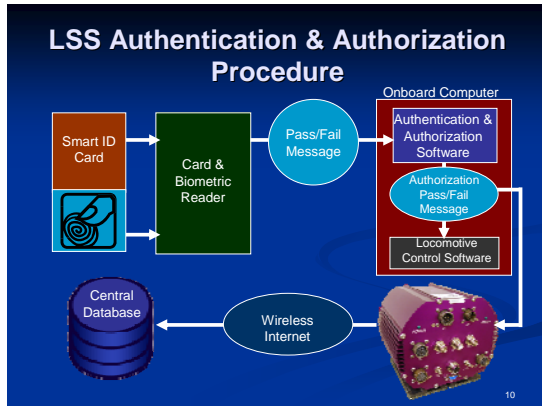 LSS Authentication & Authorization
Procedure
Onboard Computer
Smart ID
Card
Card &
Biometric
Reader
Pass/Fail
Message
Authentication &
Authorization
Software
Authorization
Pass/Fail
Message
Locomotive
Control Software
Central
Database
Wireless
Internet
10